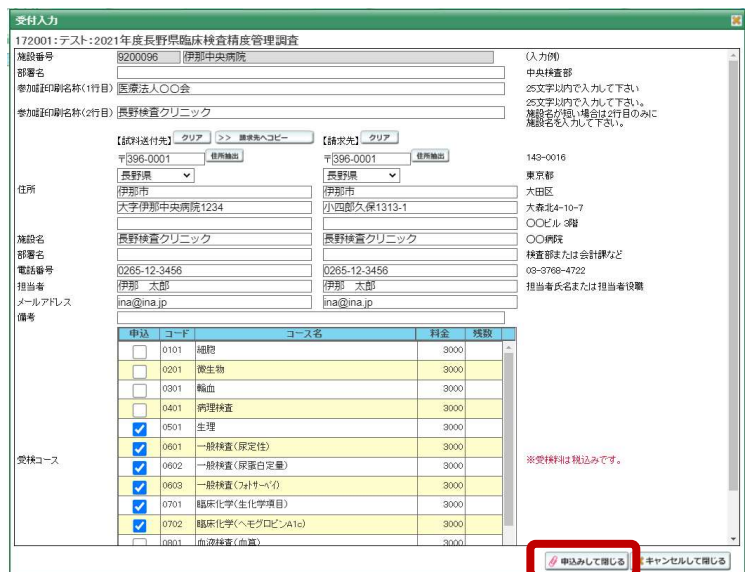 受付入力
172001:テスト:2021年度長野県臨床検査精度管理調査
施設番号 9200096 伊那中央病院 (入力例)
部署名 中央検査部
参加証印刷名称(1行目) 医療法人〇〇会 25文字以内で入力して下さい
参加証印刷名称(2行目) 長野検査クリニック 25文字以内で入力して下さい。
施設名が短い場合は2行目のみに
施設名を入力して下さい。
【試料送付先】 クリア >> 請求先へコピー 【請求先】 クリア
〒396-0001 住所抽出 〒396-0001 住所抽出 143-0016
長野県 長野県 東京都
住所 伊那市 伊那市 大田区
大字伊那中央病院1234 小四郎久保1313-1 大森北4-10-7
〇〇ビル 3階
施設名 長野検査クリニック 長野検査クリニック 〇〇病院
部署名 検査部または会計課など
電話番号 0265-12-3456 0265-12-3456 03-3768-4722
担当者 伊那 太郎 伊那 太郎 担当者氏名または担当者役職
メールアドレス ina@ina.jp ina@ina.jp
備考
申込 コード コース名 料金 残数
0101 細胞 3000
0201 微生物 3000
0301 輸血 3000
0401 病理検査 3000
0501 生理 3000
0601 一般検査(尿定性) 3000
受検コース 0602 一般検査(尿蛋白定量) 3000 ※受検料は税込みです。
0603 一般検査(フォトサーベイ) 3000
0701 臨床化学(生化学項目) 3000
0702 臨床化学(ヘモグロビンA1c) 3000
0801 血液検査(血算) 3000
申込みして閉じる キャンセルして閉じる